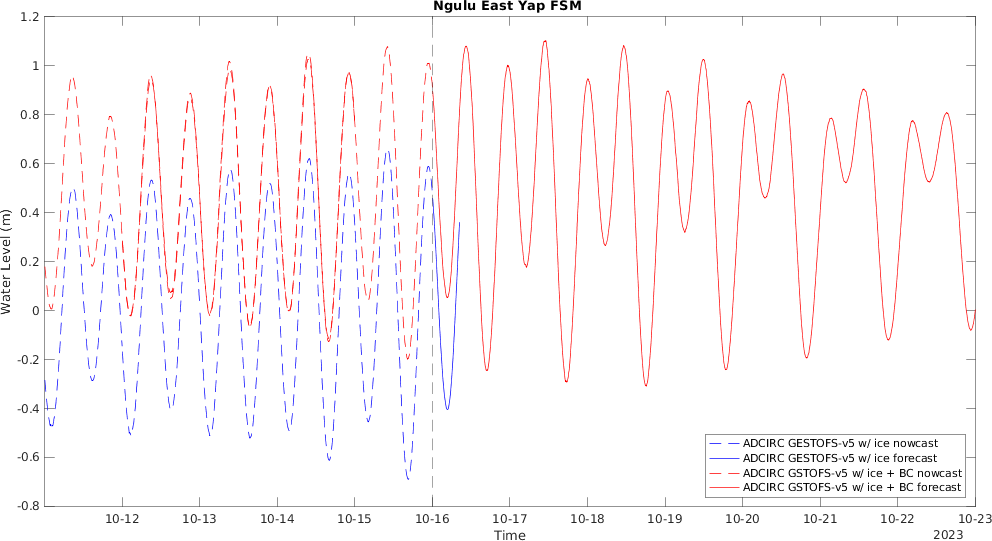 Ngulu East Yap FSM
1.2
1
0.8
0.6
0.4
0.2
0
-0.2
-0.4
-0.6
-0.8
Water Level (m)
ADCIRC GESTOFS-v5 w/ ice nowcast
ADCIRC GESTOFS-v5 w/ ice forecast
ADCIRC GSTOFS-v5 w/ ice + BC nowcast
ADCIRC GSTOFS-v5 w/ ice + BC forecast
10-12 10-13 10-14 10-15 10-16 10-17 10-18 10-19 10-20 10-21 10-22 10-23
Time
2023